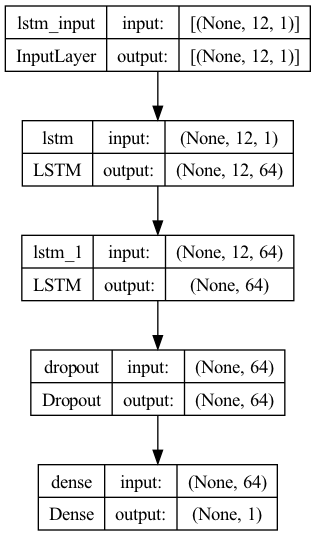 lstm_input input: [(None, 12, 1)]
InputLayer output: [(None, 12, 1)]
lstm input: (None, 12, 1)
LSTM output: (None, 12, 64)
lstm_1 input: (None, 12, 64)
LSTM output: (None, 64)
dropout input: (None, 64)
Dropout output: (None, 64)
dense input: (None, 64)
Dense output: (None, 1)